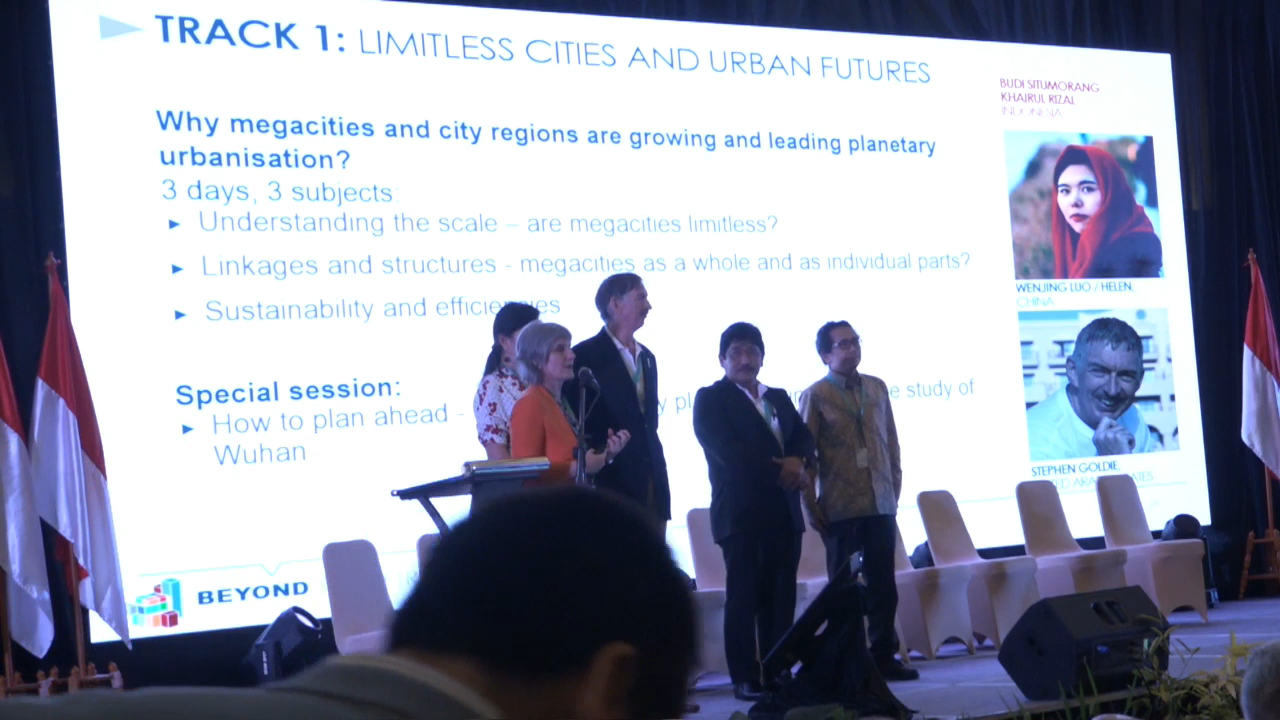 TRACK 1: LIMITLESS CITIES AND URBAN FUTURES
Why megacities and city regions are growing and leading planetary
urbanisation?
3 days, 3 subjects:
Understanding the scale – are megacities limitless?
Linkages and structures - megacities as a whole and as individual parts?
Sustainability and efficiencies
Special session:
How to plan ahead - study of
Wuhan
BEYOND
BUDI SITUMORANG
KHAIRUL RIZAL
INDONESIA
WENJING LUO / HELEN,
CHINA
STEPHEN GOLDIE,